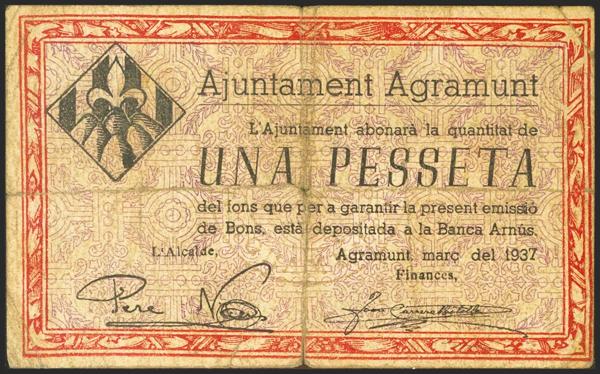 Ajuntament Agramunt
L'Ajuntament abonarà la quantitat de
UNA PESSETA
del fons que per a garantir la present emissió
de Bons, està depositada a la Banca Arnús.
L'Alcalde,
Agramunt, març del 1937
Finances,
Pere